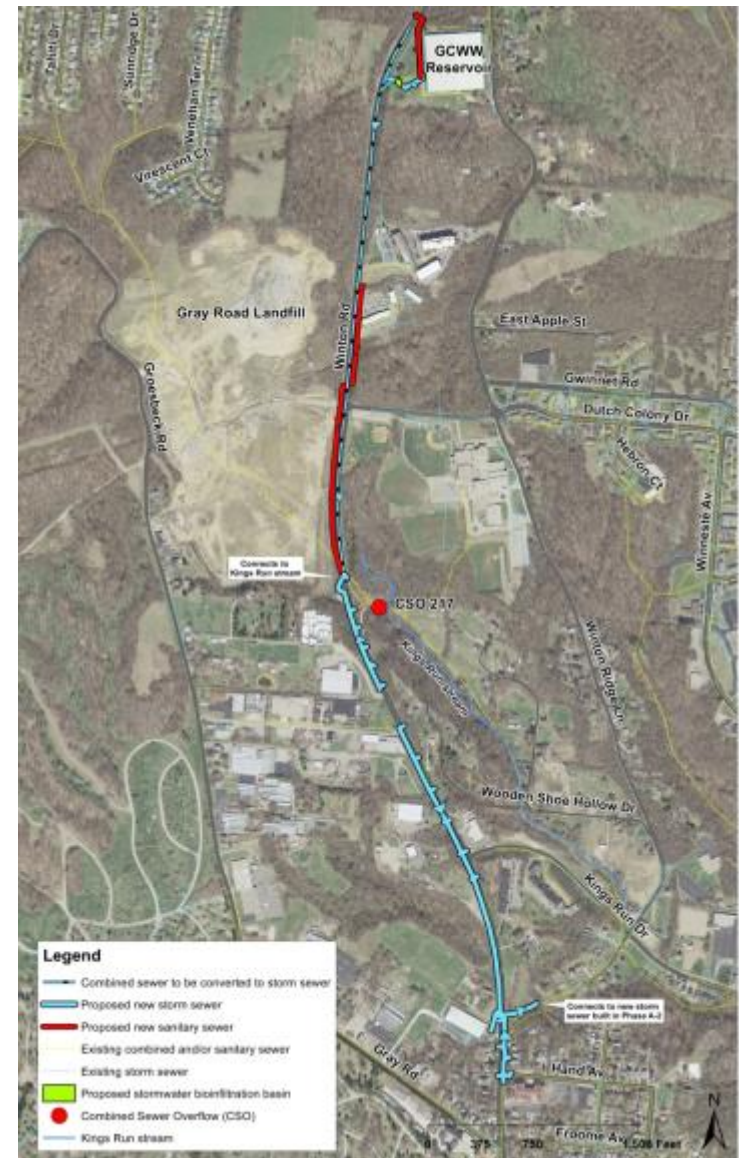 Tahiti Dr
Sunridge Dr
Venetian Ter
Virescent Ct
GCWW
Reservoir
Gray Road Landfill
Winton Rd
Groesbeck Rd
East Apple St
Gwinnet Rd
Dutch Colony Dr
Hebron Ct
Winneste Av
Connects to
Kings Run stream
CSO 217
Kings Run stream
Winton Ridge Ln
Wooden Shoe Hollow Dr
Kings Run Dr
Connects to new storm
sewer built in Phase A-2
Gray Rd
Hand Av
Froome Av
N
0 375 750 1,500 Feet
Legend
Combined sewer to be converted to storm sewer
Proposed new storm sewer
Proposed new sanitary sewer
Existing combined and/or sanitary sewer
Existing storm sewer
Proposed stormwater bioinfiltration basin
Combined Sewer Overflow (CSO)
Kings Run stream